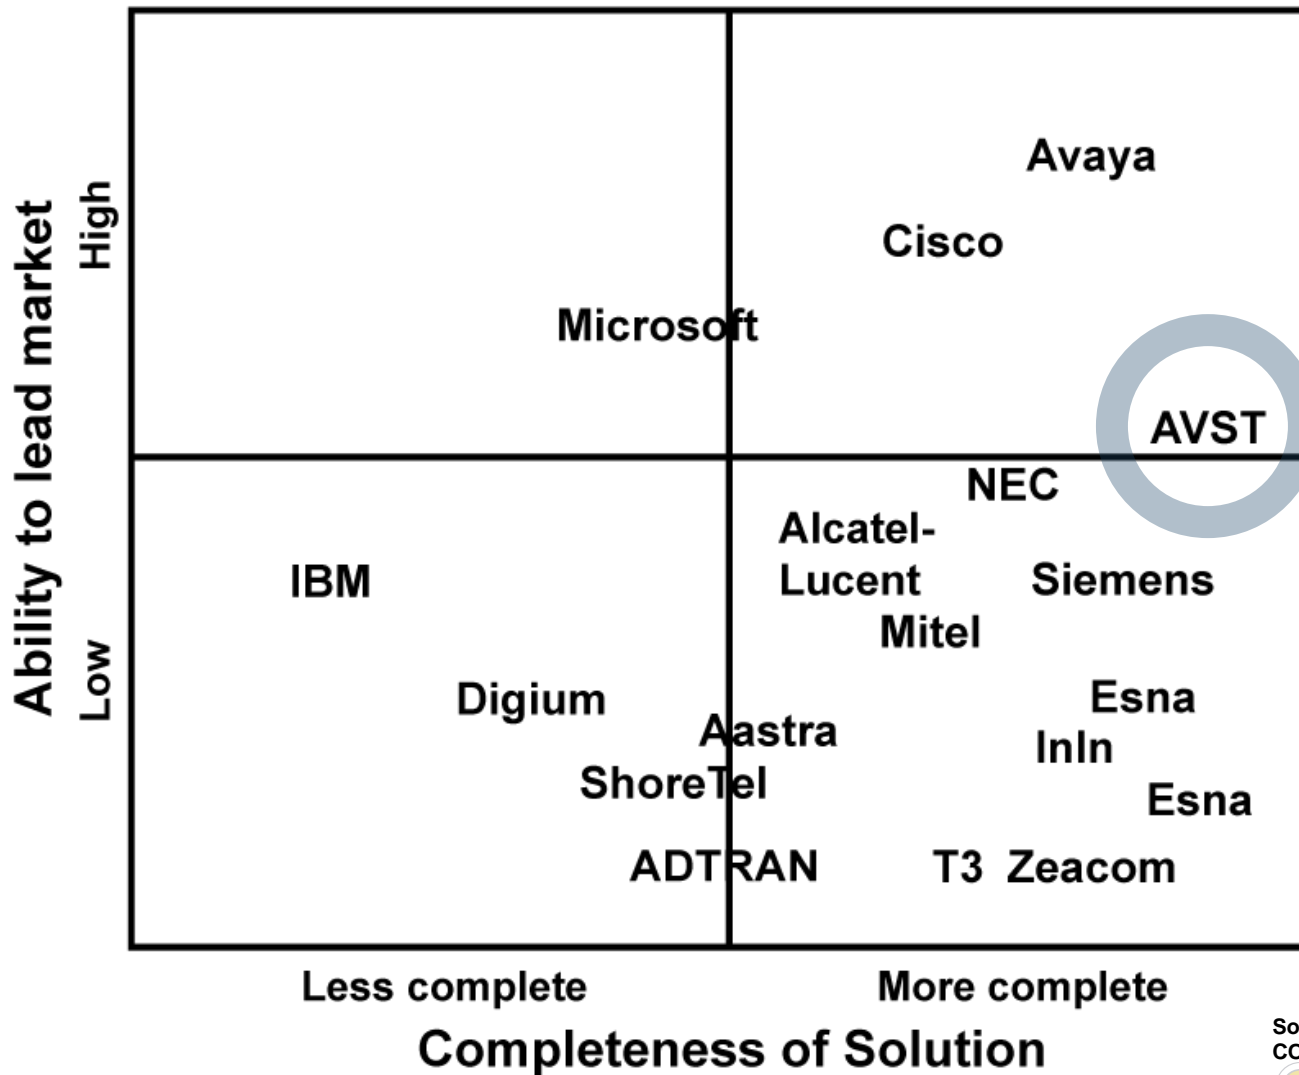 Ability to lead market
High
Low
Avaya
Cisco
Microsoft
AVST
NEC
Alcatel-
Lucent
IBM
Siemens
Mitel
Digium
Esna
Aastra
InIn
ShoreTel
Esna
ADTRAN
T3 Zeacom
Less complete
More complete
Completeness of Solution